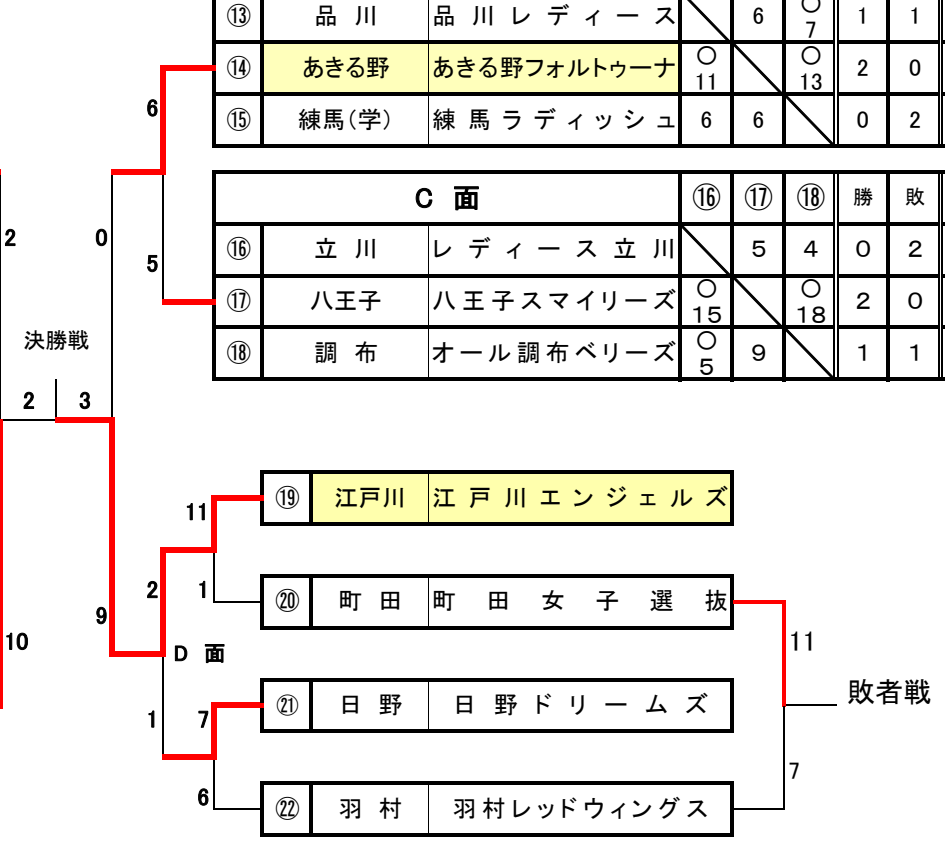 ⑬ 品川 品川レディース 6 〇7 1 1
⑭ あきる野 あきる野フォルトゥーナ 〇11 〇13 2 0
⑮ 練馬(学) 練馬ラディッシュ 6 6 0 2
6
5
2
0
C 面 ⑯ ⑰ ⑱ 勝 敗
⑯ 立川 レディース立川 5 4 0 2
⑰ 八王子 八王子スマイリーズ 〇15 〇18 2 0
⑱ 調布 オール調布ベリーズ 〇5 9 1 1
決勝戦
2 3
⑲ 江戸川 江戸川エンジェルズ
11
2 1
⑳ 町田 町田女子選抜
9
10
11
D 面
敗者戦
㉑ 日野 日野ドリームズ
1 7
7
6
㉒ 羽村 羽村レッドウィングス